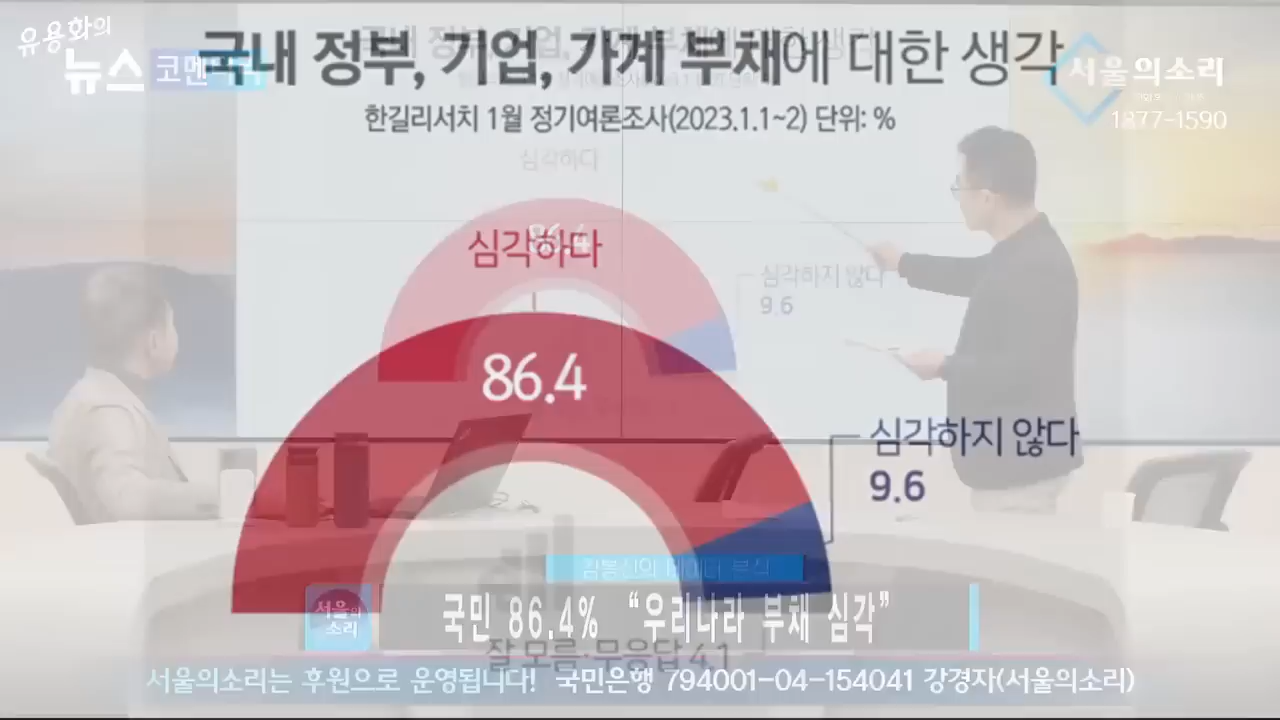 유용화의
뉴스 코멘
서울의소리
1877-1590
국내 정부, 기업, 가계 부채에 대한 생각
한길리서치 1월 정기여론조사(2023.1.1~2) 단위: %
심각하다
86.4
심각하다
86.4
심각하지 않다
9.6
심각하지 않다
9.6
서울의
소리
국민 86.4% “우리나라 부채 심각”
잘 모름·무응답 4.1
서울의소리는 후원으로 운영됩니다! 국민은행 794001-04-154041 강경자(서울의소리)